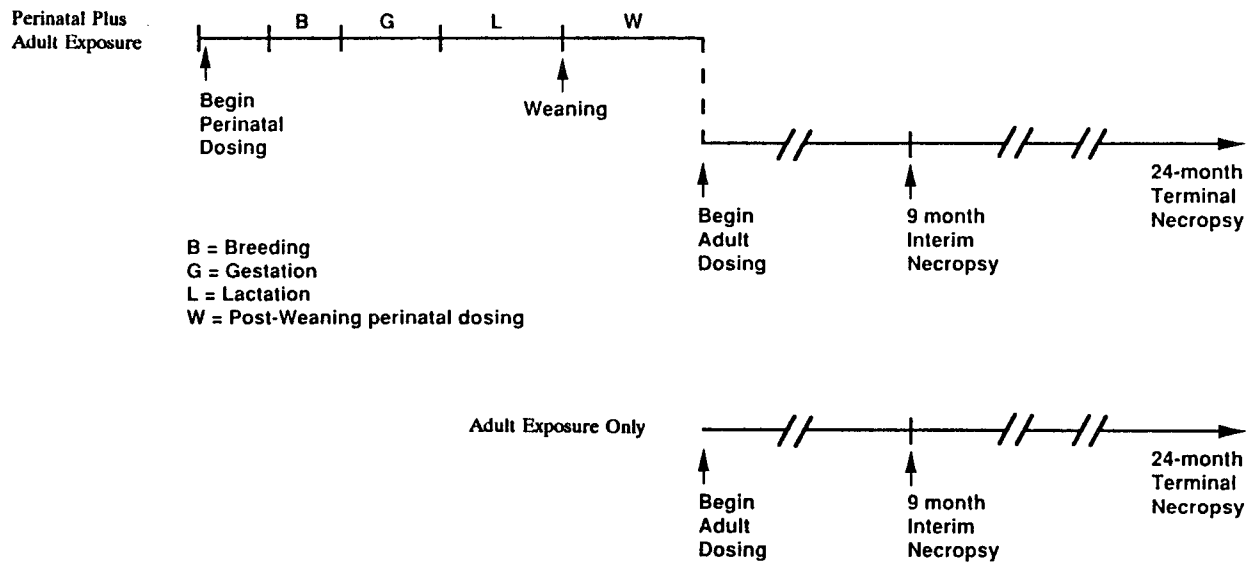 Perinatal Plus
Adult Exposure
B G L W
Begin
Perinatal
Dosing
Weaning
Begin
Adult
Dosing
9 month
Interim
Necropsy
24-month
Terminal
Necropsy
B = Breeding
G = Gestation
L = Lactation
W = Post-Weaning perinatal dosing
Adult Exposure Only
Begin
Adult
Dosing
9 month
Interim
Necropsy
24-month
Terminal
Necropsy